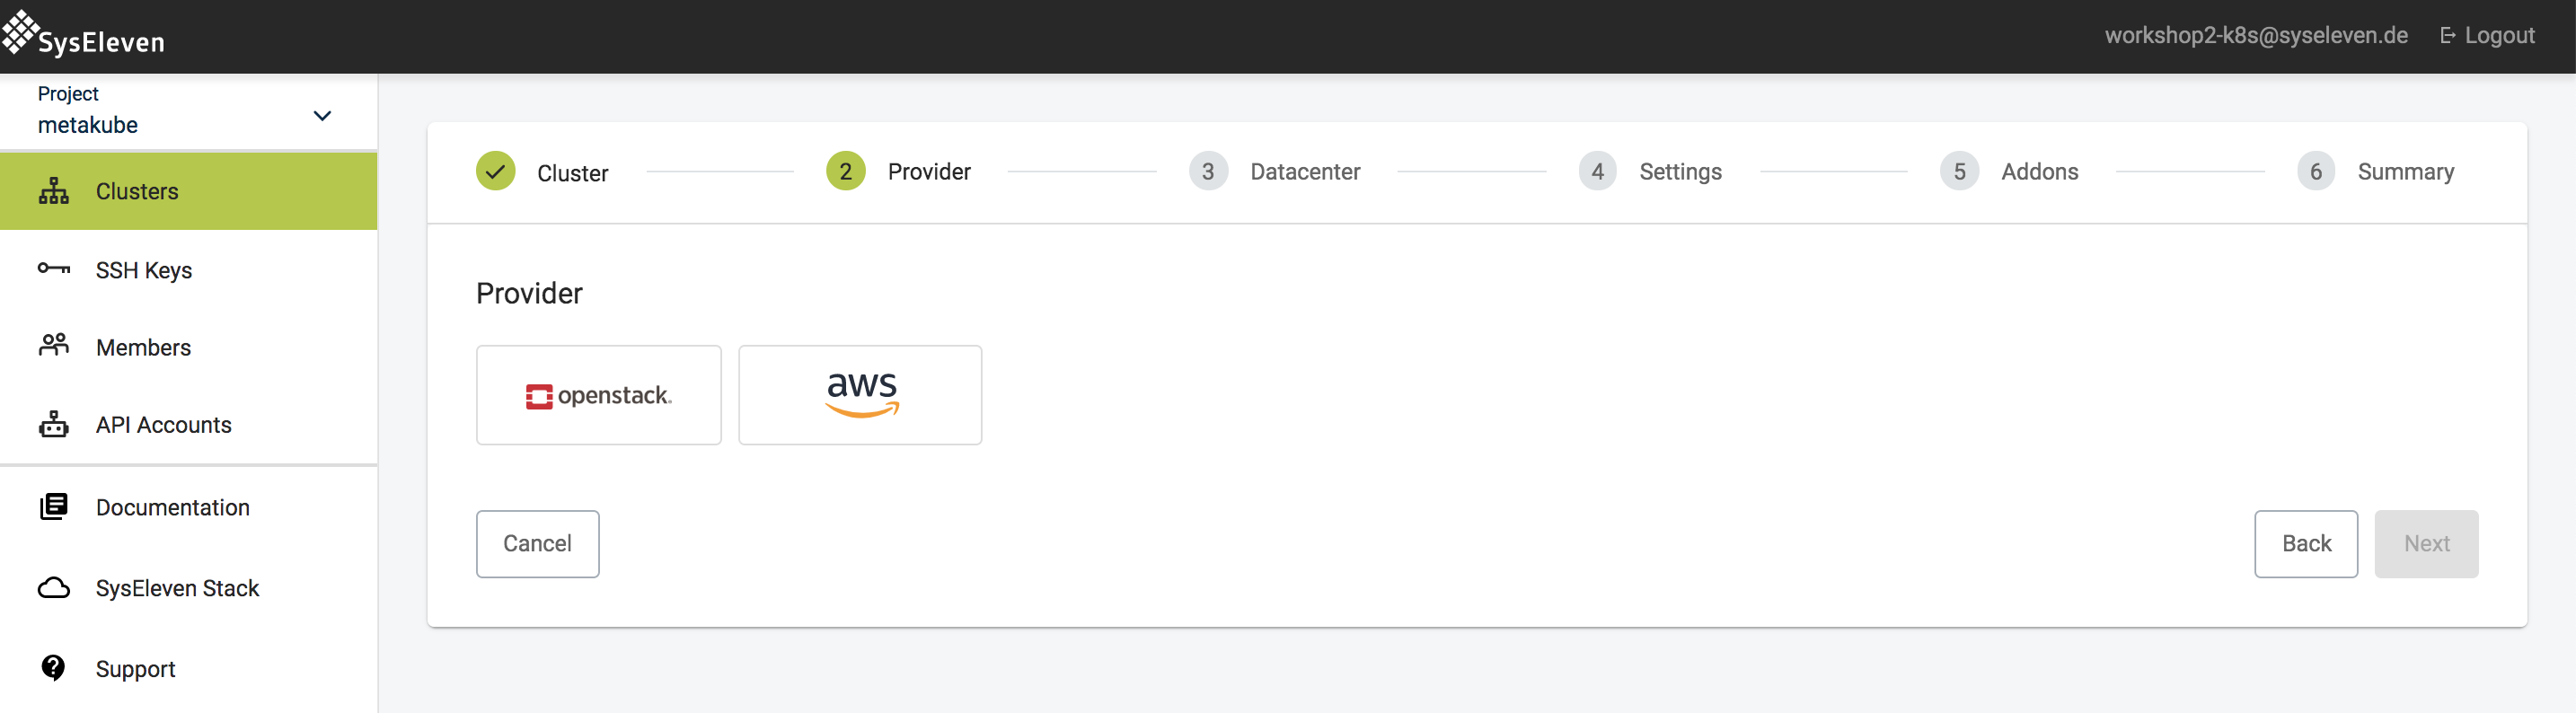 SysEleven
workshop2-k8s@syseleven.de Logout
Project
metakube
Clusters
SSH Keys
Members
API Accounts
Documentation
SysEleven Stack
Support
Cluster 2 Provider 3 Datacenter 4 Settings 5 Addons 6 Summary
Provider
openstack.
aws
Cancel
Back
Next